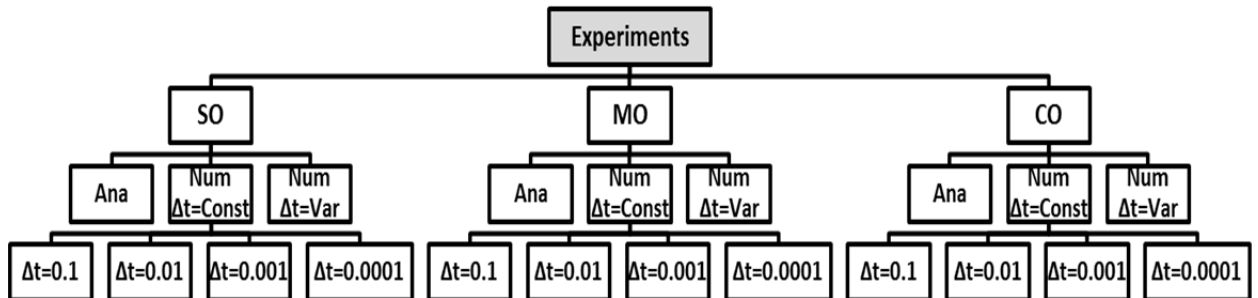 Experiments
SO
MO
CO
Ana
Num
Δt=Const
Num
Δt=Var
Ana
Num
Δt=Const
Num
Δt=Var
Ana
Num
Δt=Const
Num
Δt=Var
Δt=0.1
Δt=0.01
Δt=0.001
Δt=0.0001
Δt=0.1
Δt=0.01
Δt=0.001
Δt=0.0001
Δt=0.1
Δt=0.01
Δt=0.001
Δt=0.0001